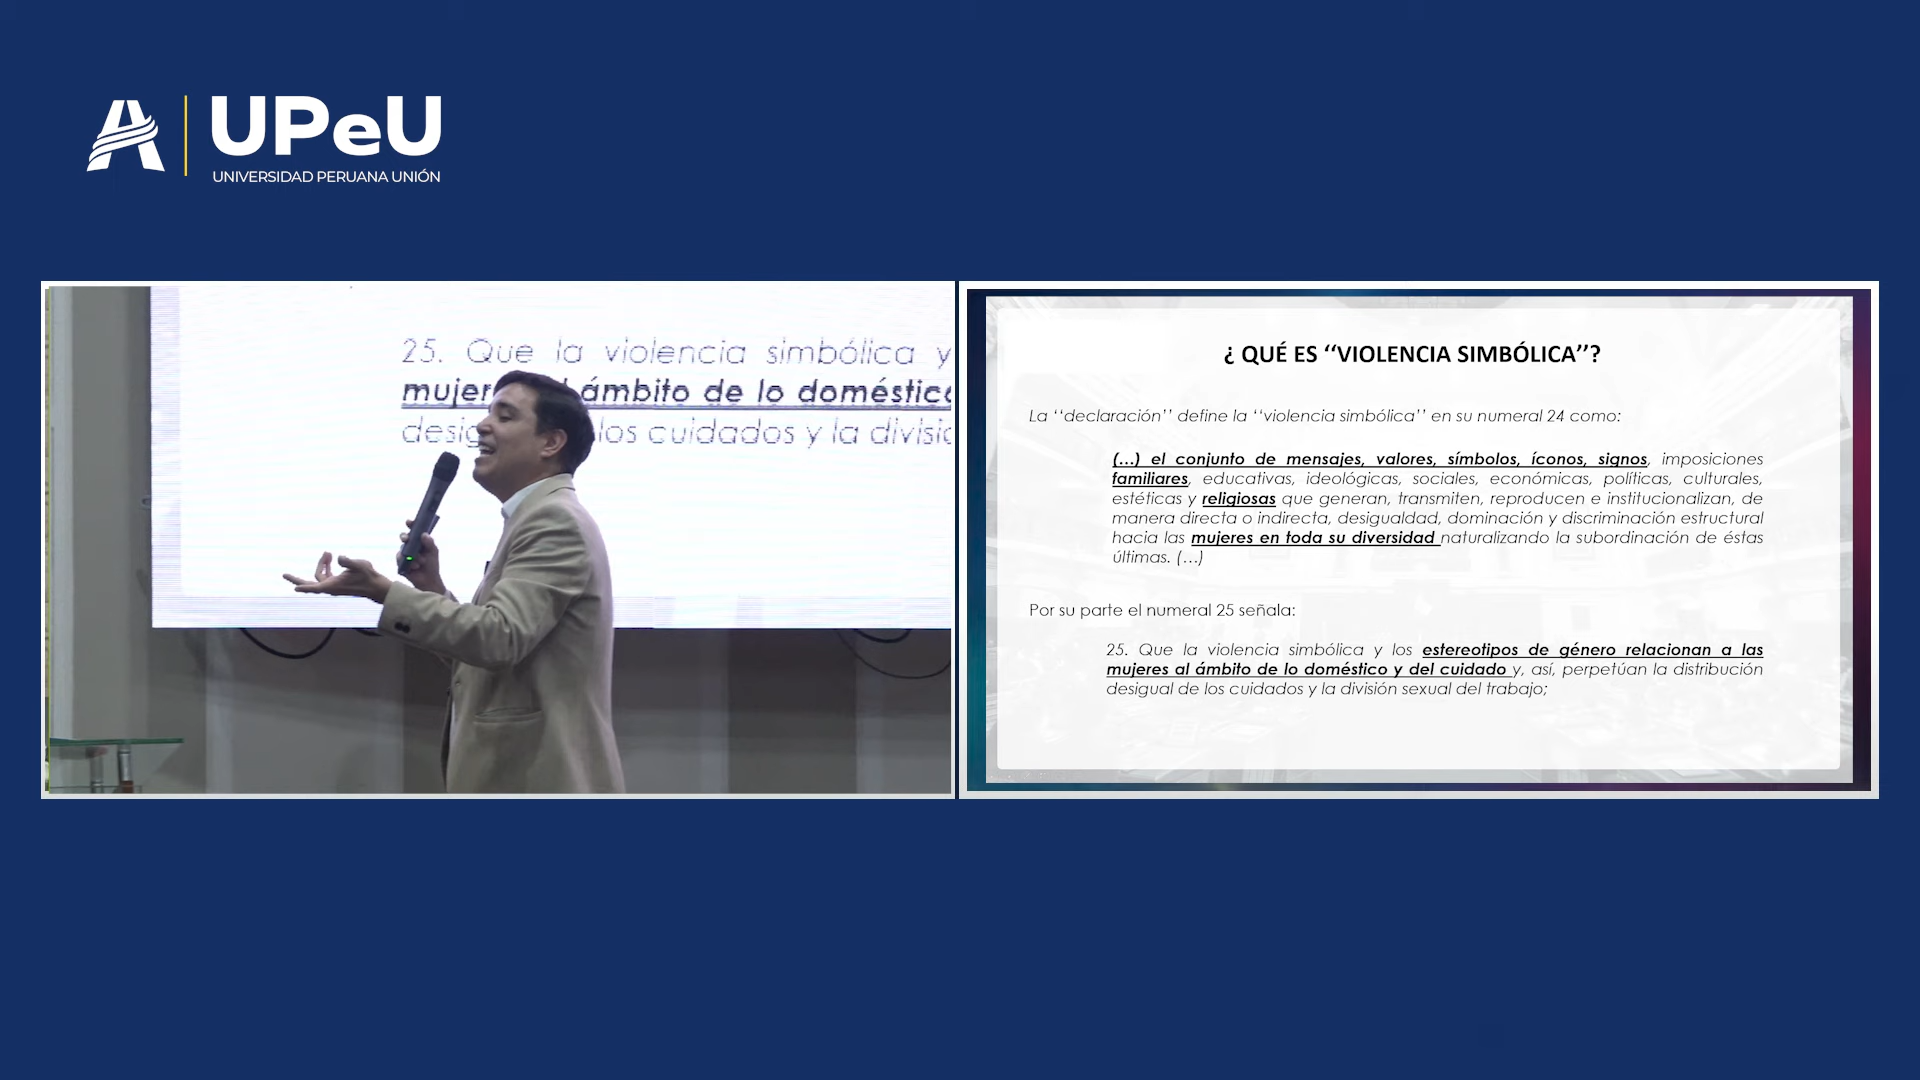 UPeU
UNIVERSIDAD PERUANA UNIÓN
25. Que la violencia simbólica y
mujer ámbito de lo doméstico
desig los cuidados y la divisió
¿ QUÉ ES ‘‘VIOLENCIA SIMBÓLICA’’?
La ‘‘declaración’’ define la ‘‘violencia simbólica’’ en su numeral 24 como:
(…) el conjunto de mensajes, valores, símbolos, íconos, signos, imposiciones
familiares, educativas, ideológicas, sociales, económicas, políticas, culturales,
estéticas y religiosas que generan, transmiten, reproducen e institucionalizan, de
manera directa o indirecta, desigualdad, dominación y discriminación estructural
hacia las mujeres en toda su diversidad naturalizando la subordinación de éstas
últimas. (…)
Por su parte el numeral 25 señala:
25. Que la violencia simbólica y los estereotipos de género relacionan a las
mujeres al ámbito de lo doméstico y del cuidado y, así, perpetúan la distribución
desigual de los cuidados y la división sexual del trabajo;